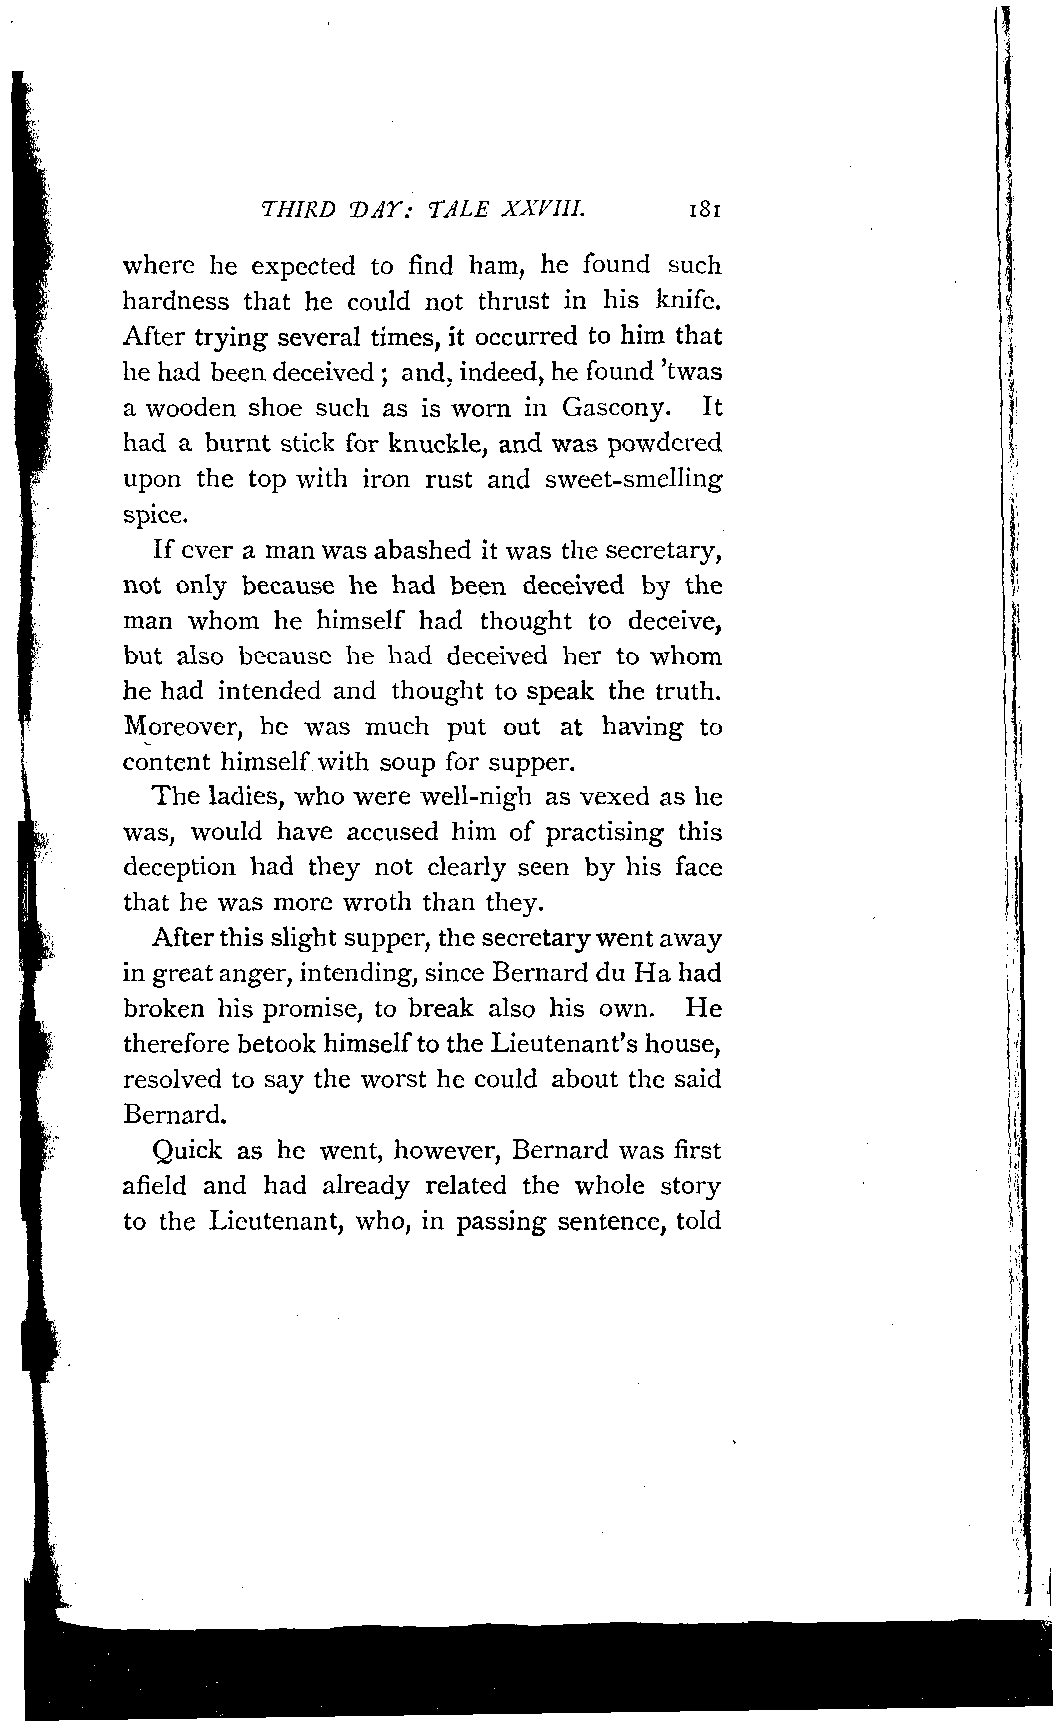 THIRD DAY: TALE XXVIII. 181
where he expected to find ham, he found such
hardness that he could not thrust in his knife.
After trying several times, it occurred to him that
he had been deceived; and, indeed, he found 'twas
a wooden shoe such as is worn in Gascony. It
had a burnt stick for knuckle, and was powdered
upon the top with iron rust and sweet-smelling
spice.
If ever a man was abashed it was the secretary,
not only because he had been deceived by the
man whom he himself had thought to deceive,
but also because he had deceived her to whom
he had intended and thought to speak the truth.
Moreover, he was much put out at having to
content himself with soup for supper.
The ladies, who were well-nigh as vexed as he
was, would have accused him of practising this
deception had they not clearly seen by his face
that he was more wroth than they.
After this slight supper, the secretary went away
in great anger, intending, since Bernard du Ha had
broken his promise, to break also his own. He
therefore betook himself to the Lieutenant's house,
resolved to say the worst he could about the said
Bernard.
Quick as he went, however, Bernard was first
afield and had already related the whole story
to the Lieutenant, who, in passing sentence, told